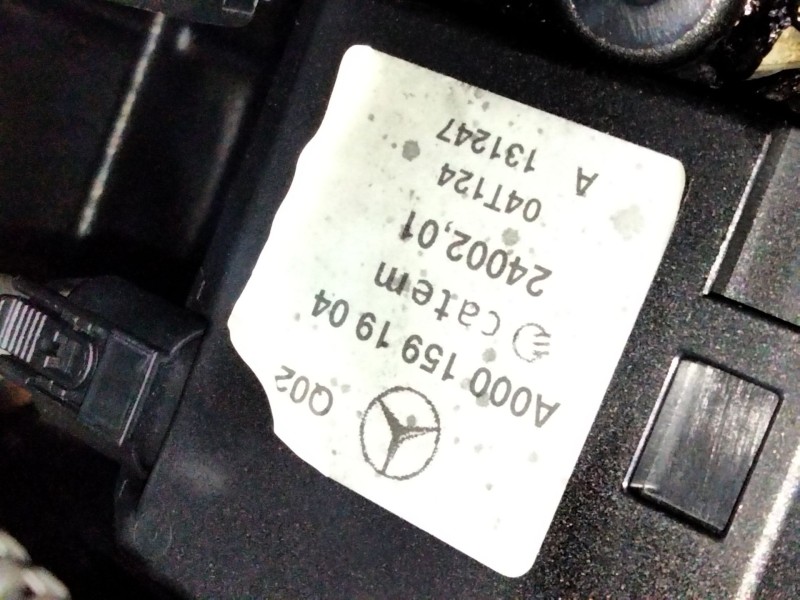 Q02
A000 159 19 04
catem
24002,01
04T124
A 131247